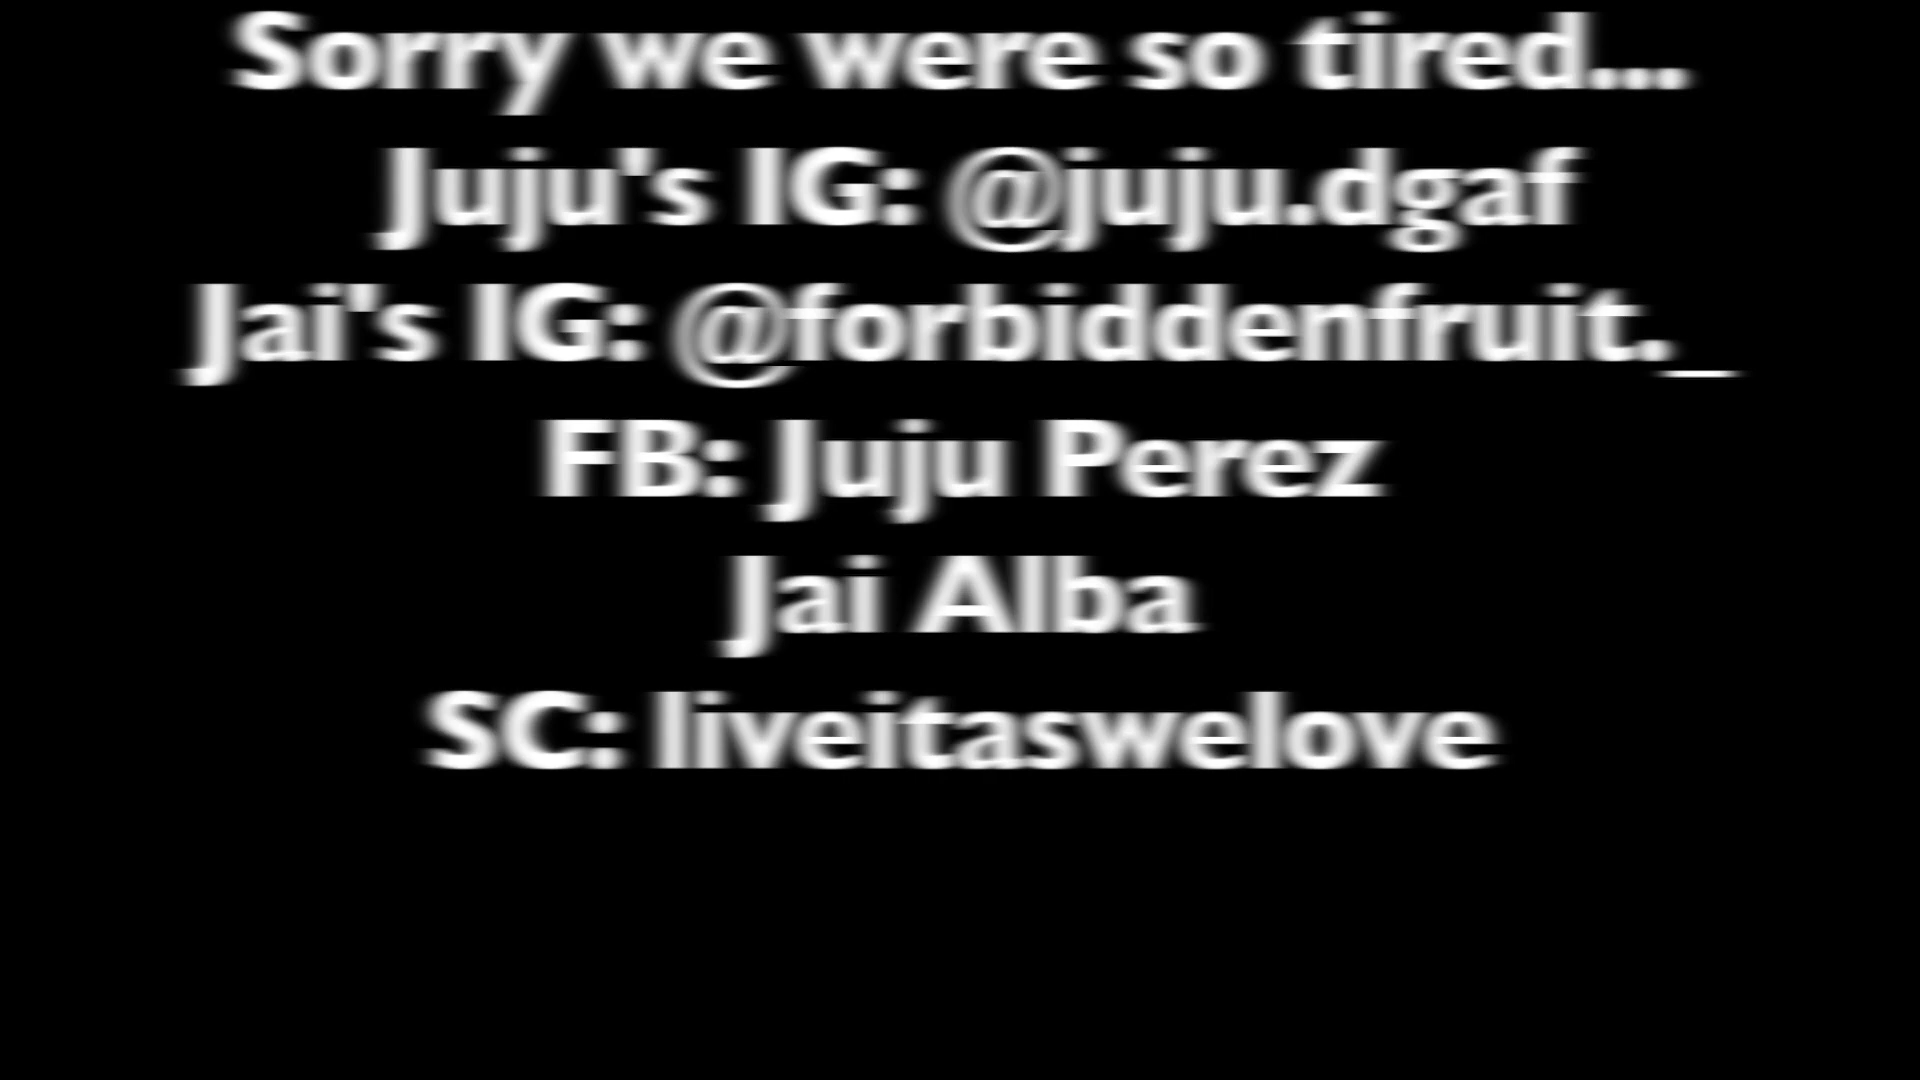 Sorry we were so tired...
Juju's IG: @juju.dgaf
Jai's IG: @forbiddenfruit._
FB: Juju Perez
Jai Alba
SC: liveitaswelove